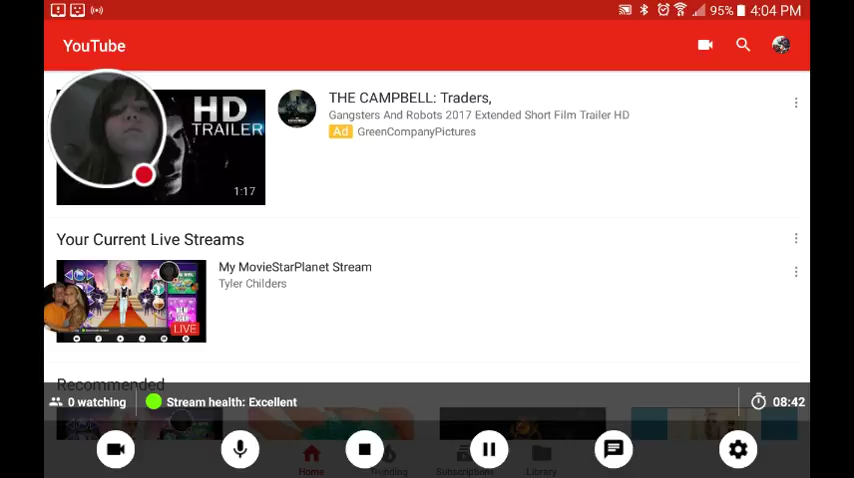 95% 4:04 PM
YouTube
HD
TRAILER
1:17
THE CAMPBELL: Traders,
Gangsters And Robots 2017 Extended Short Film Trailer HD
Ad GreenCompanyPictures
Your Current Live Streams
My MovieStarPlanet Stream
Tyler Childers
LIVE
Recommended
0 watching
Stream health: Excellent
08:42
Home
Trending
Subscriptions
Library